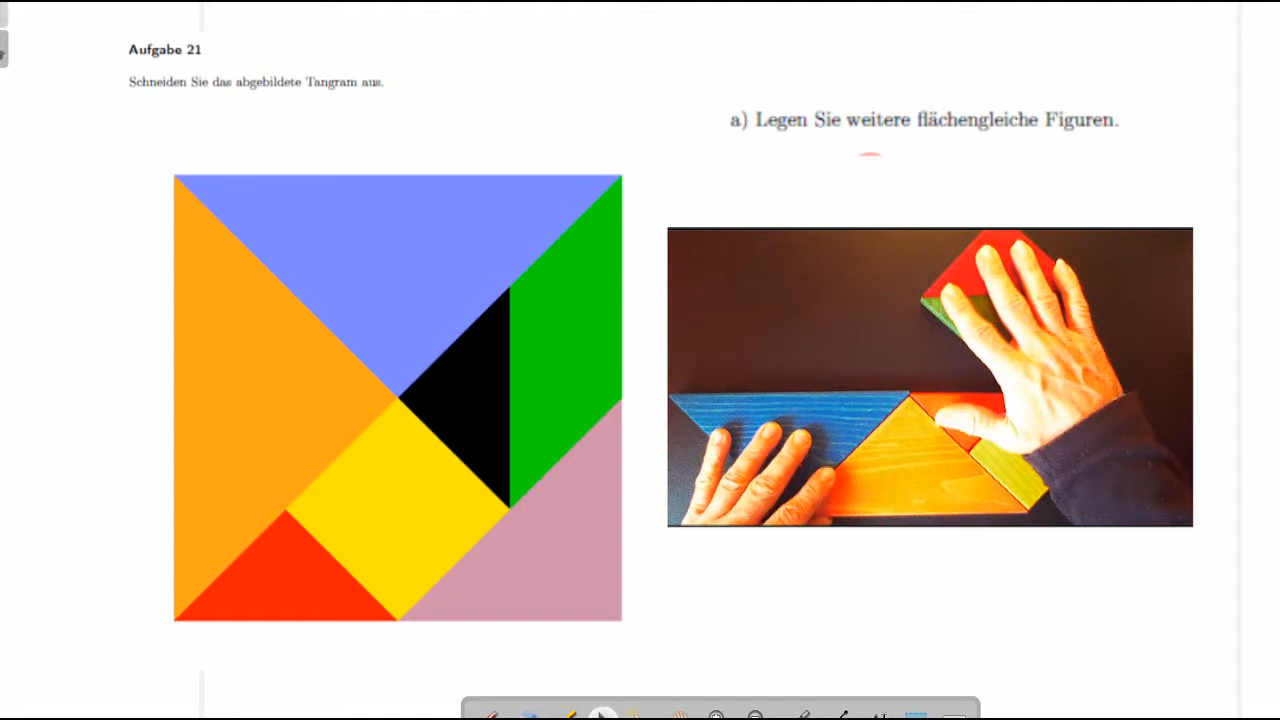 Aufgabe 21
Schneiden Sie das abgebildete Tangram aus.
a) Legen Sie weitere flächengleiche Figuren.